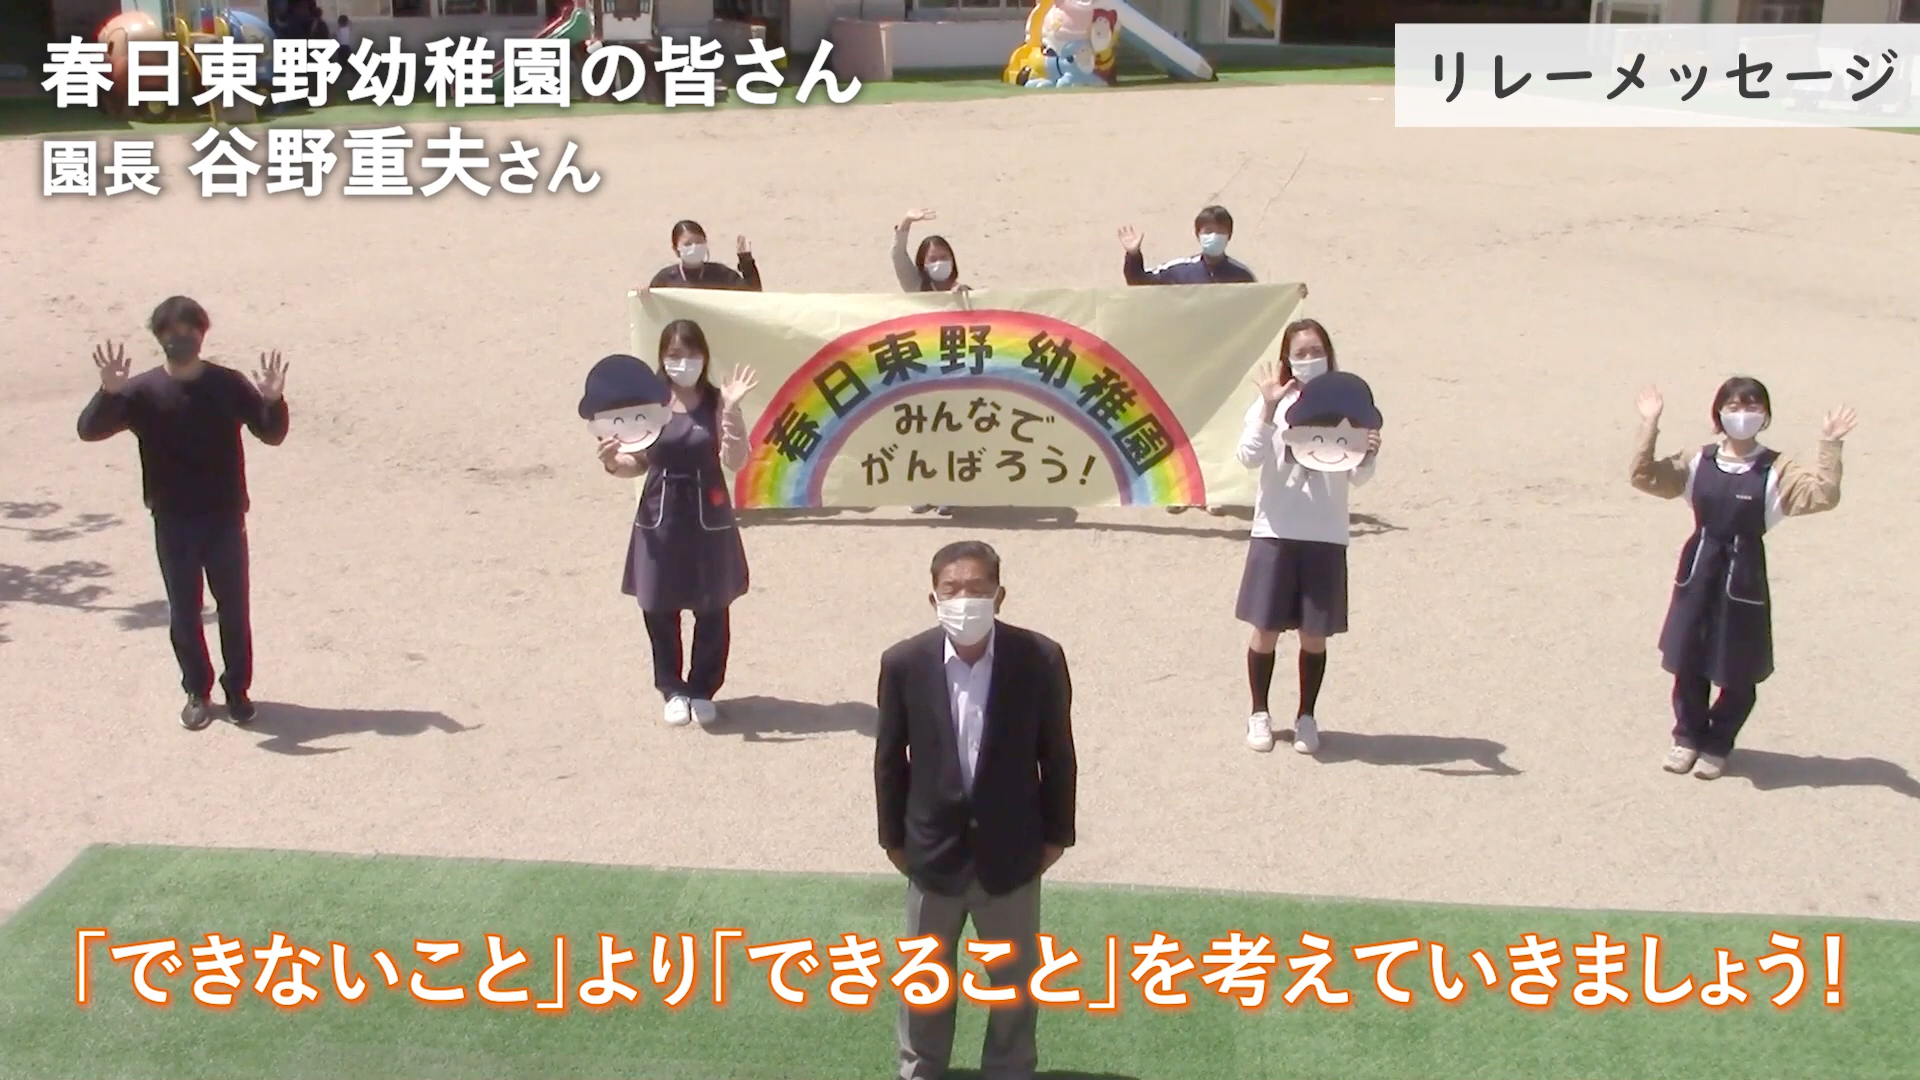 春日東野幼稚園の皆さん
園長 谷野重夫さん
リレーメッセージ
春日東野幼稚園
みんなで
がんばろう!
「できないこと」より「できること」を考えていきましょう!